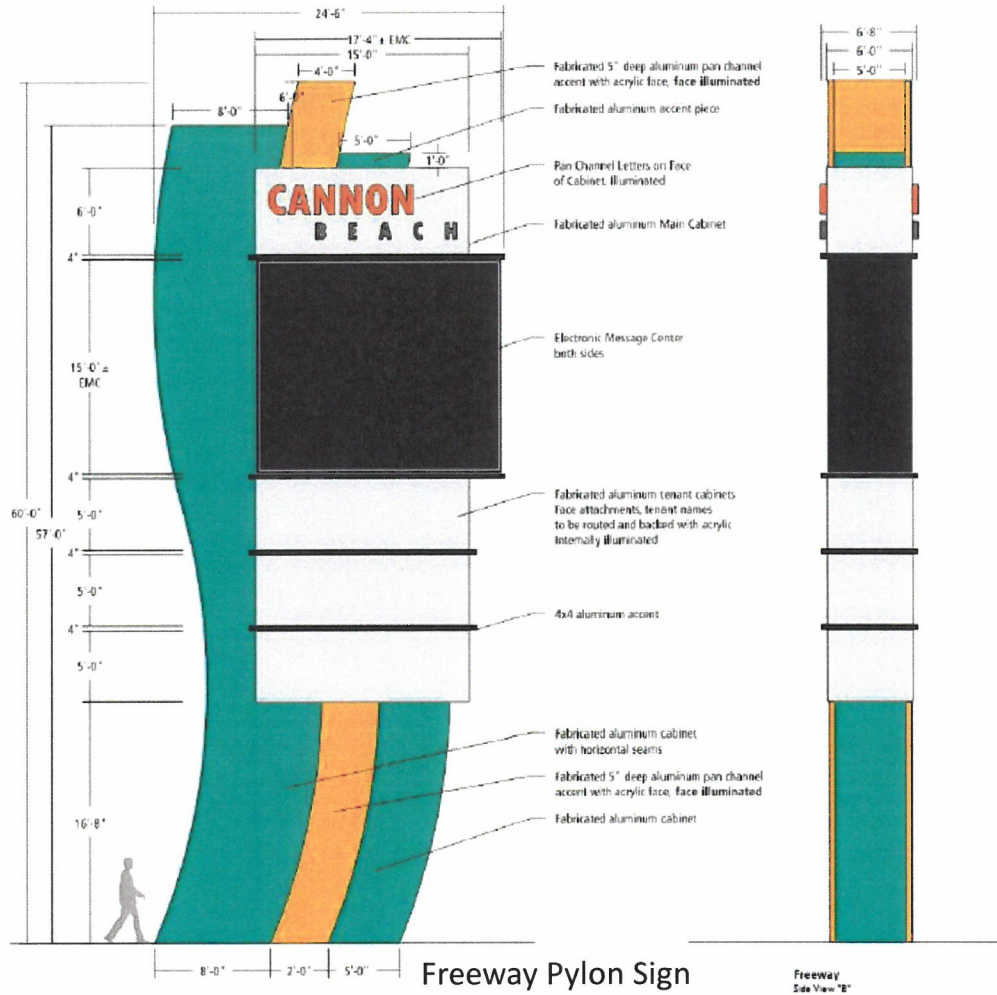 24'-6"
17'-4" ± EMC
15'-0"
4'-0"
8'-0"
5'-0"
1'-0"
6'-0"
4"
15'-0" ±
EMC
4"
5'-0"
4"
5'-0"
4"
5'-0"
60'-0"
57'-0"
16'-8"
CANNON
BEACH
Fabricated 5" deep aluminum pan channel
accent with acrylic face, face illuminated
Fabricated aluminum accent piece
Pan Channel Letters on Face
of Cabinet, Illuminated
Fabricated aluminum Main Cabinet
Electronic Message Center
both sides
Fabricated aluminum tenant cabinets
Face attachments, tenant names
to be routed and backed with acrylic
Internally illuminated
4x4 aluminum accent
Fabricated aluminum cabinet
with horizontal seams
Fabricated 5" deep aluminum pan channel
accent with acrylic face, face illuminated
Fabricated aluminum cabinet
6'-8"
6'-0"
5'-0"
8'-0"
2'-0"
5'-0"
Freeway Pylon Sign
Freeway
Side View "B"